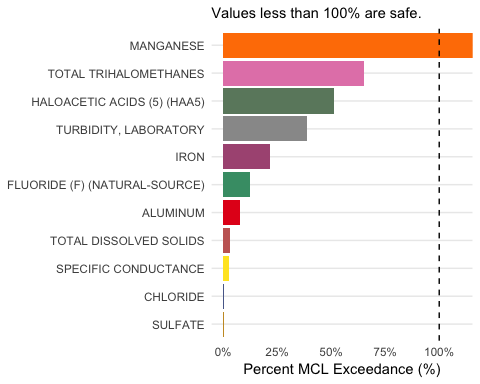 Values less than 100% are safe.
MANGANESE
TOTAL TRIHALOMETHANES
HALOACETIC ACIDS (5) (HAA5)
TURBIDITY, LABORATORY
IRON
FLUORIDE (F) (NATURAL-SOURCE)
ALUMINUM
TOTAL DISSOLVED SOLIDS
SPECIFIC CONDUCTANCE
CHLORIDE
SULFATE
0% 25% 50% 75% 100%
Percent MCL Exceedance (%)